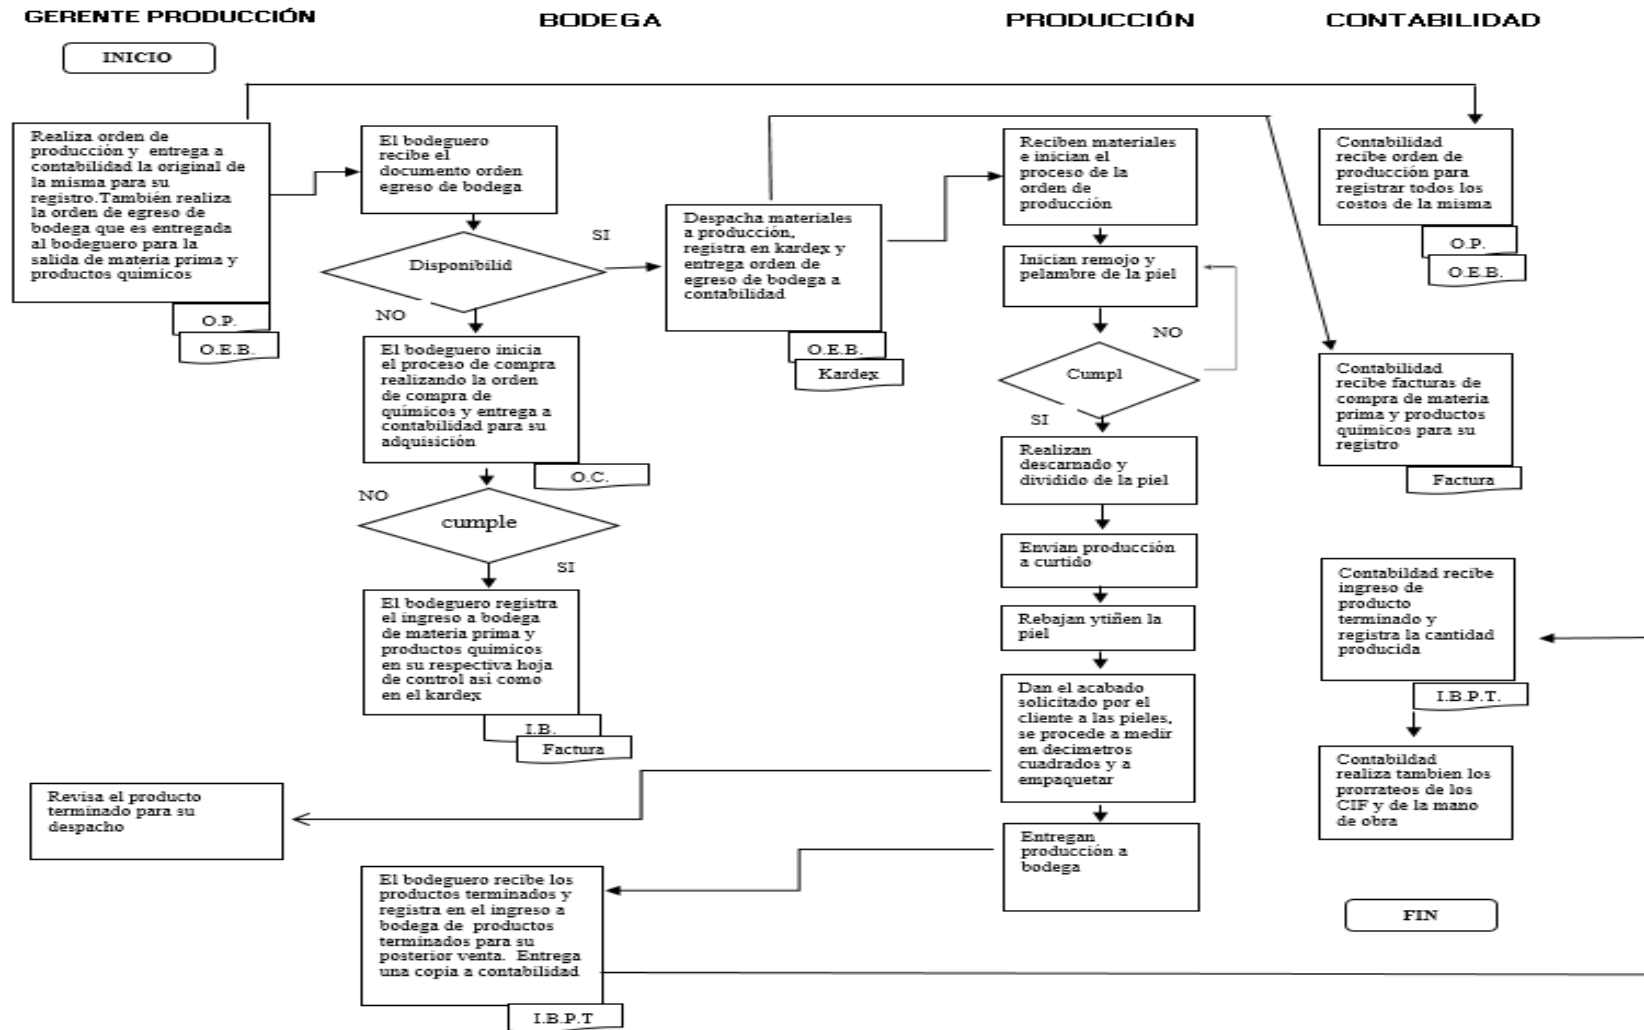 GERENTE PRODUCCIÓN
BODEGA
PRODUCCIÓN
CONTABILIDAD
INICIO
Realiza orden de
producción y entrega a
contabilidad la original de
la misma para su
registro.También realiza
la orden de egreso de
bodega que es entregada
al bodeguero para la
salida de materia prima y
productos químicos
O.P.
O.E.B.
El bodeguero
recibe el
documento orden
egreso de bodega
Disponibilid
SI
NO
El bodeguero inicia
el proceso de compra
realizando la orden
de compra de
químicos y entrega a
contabilidad para su
adquisición
O.C.
NO
cumple
SI
El bodeguero registra
el ingreso a bodega
de materia prima y
productos químicos
en su respectiva hoja
de control así como
en el kardex
I.B.
Factura
Despacha materiales
a producción,
registra en kardex y
entrega orden de
egreso de bodega a
contabilidad
O.E.B.
Kardex
Reciben materiales
e inician el
proceso de la
orden de
producción
Inician remojo y
pelambre de la piel
NO
Cumpl
SI
Realizan
descarnado y
dividido de la piel
Envían producción
a curtido
Rebajan ytiñen la
piel
Dan el acabado
solicitado por el
cliente a las pieles,
se procede a medir
en decímetros
cuadrados y a
empaquetar
Entregan
producción a
bodega
Contabilidad
recibe orden de
producción para
registrar todos los
costos de la misma
O.P.
O.E.B.
Contabilidad
recibe facturas de
compra de materia
prima y productos
químicos para su
registro
Factura
Contabildad recibe
ingreso de
producto
terminado y
registra la cantidad
producida
I.B.P.T.
Contabildad
realiza tambien los
prorrateos de los
CIF y de la mano
de obra
Revisa el producto
terminado para su
despacho
El bodeguero recibe los
productos terminados y
registra en el ingreso a
bodega de productos
terminados para su
posterior venta. Entrega
una copia a contabilidad
I.B.P.T
FIN